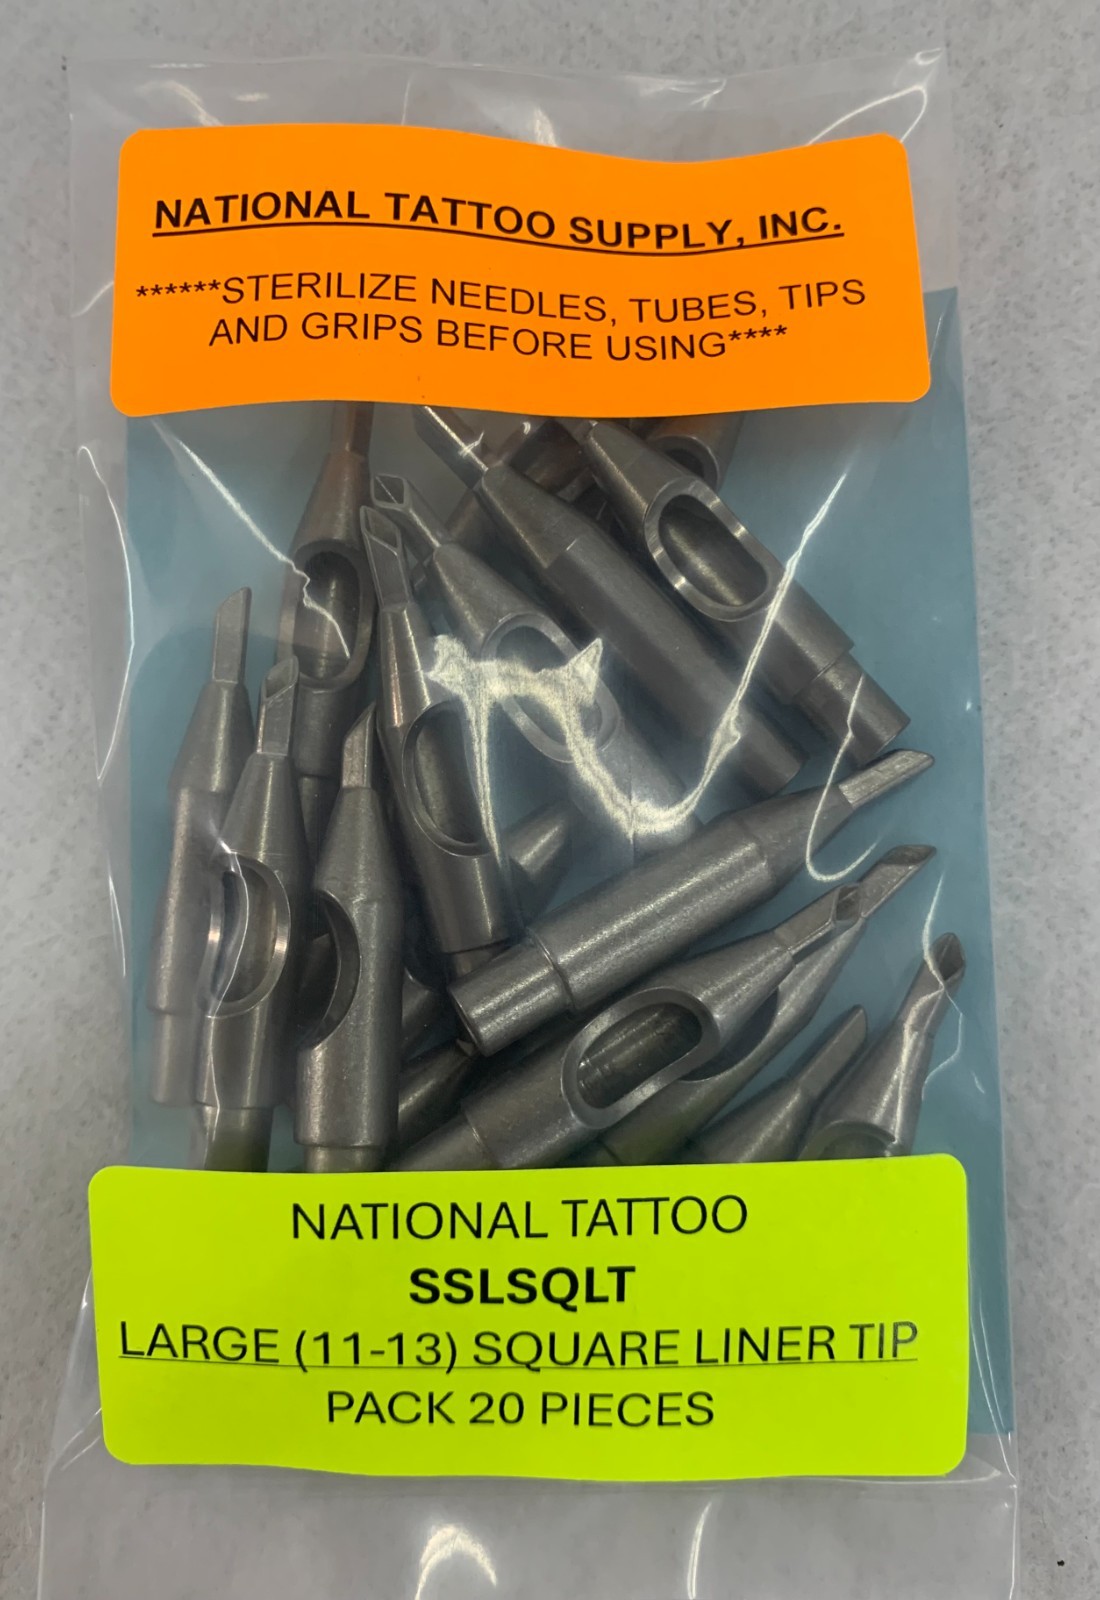 NATIONAL TATTOO SUPPLY, INC.
******STERILIZE NEEDLES, TUBES, TIPS
AND GRIPS BEFORE USING****
NATIONAL TATTOO
SSLSQLT
LARGE (11-13) SQUARE LINER TIP
PACK 20 PIECES